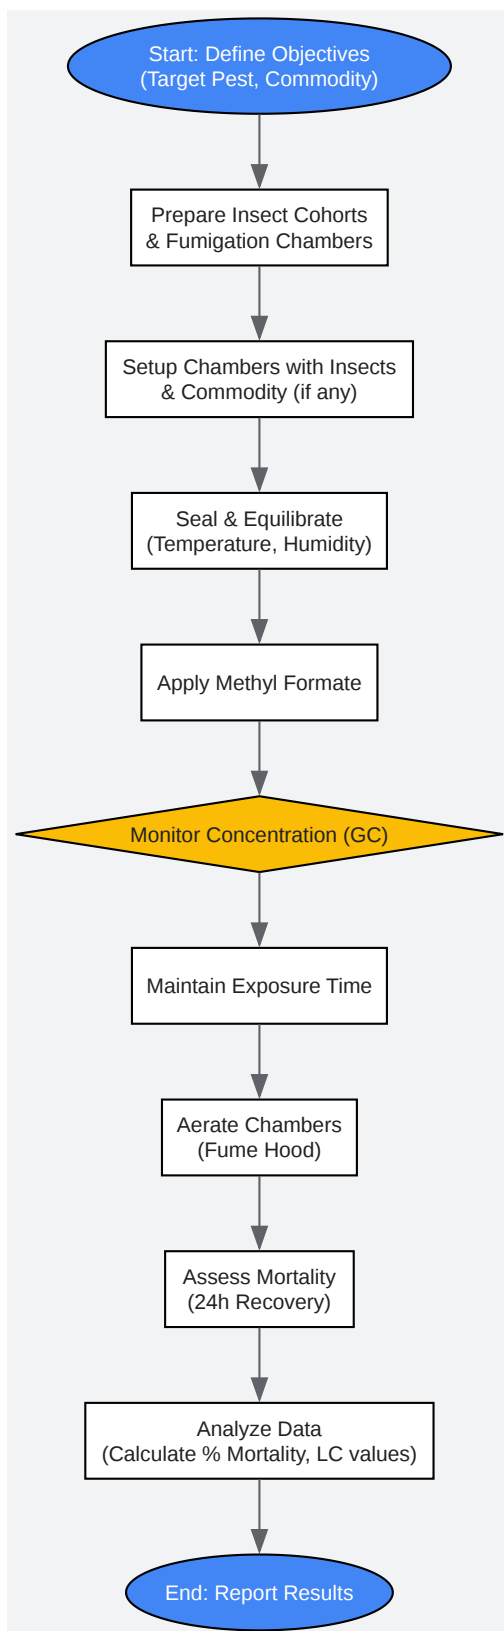 Start: Define Objectives
(Target Pest, Commodity)
Prepare Insect Cohorts
& Fumigation Chambers
Setup Chambers with Insects
& Commodity (if any)
Seal & Equilibrate
(Temperature, Humidity)
Apply Methyl Formate
Monitor Concentration (GC)
Maintain Exposure Time
Aerate Chambers
(Fume Hood)
Assess Mortality
(24h Recovery)
Analyze Data
(Calculate % Mortality, LC values)
End: Report Results